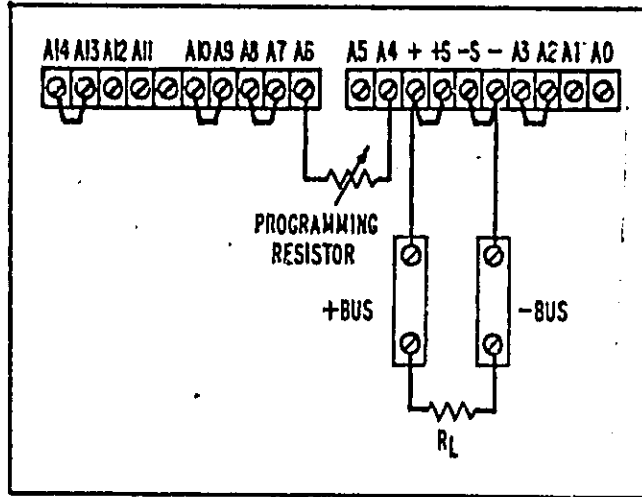 A14 A13 A12 A11 A10 A9 A8 A7 A6 A5 A4 + +S -S - A3 A2 A1 A0
PROGRAMMING
RESISTOR
+BUS -BUS
RL